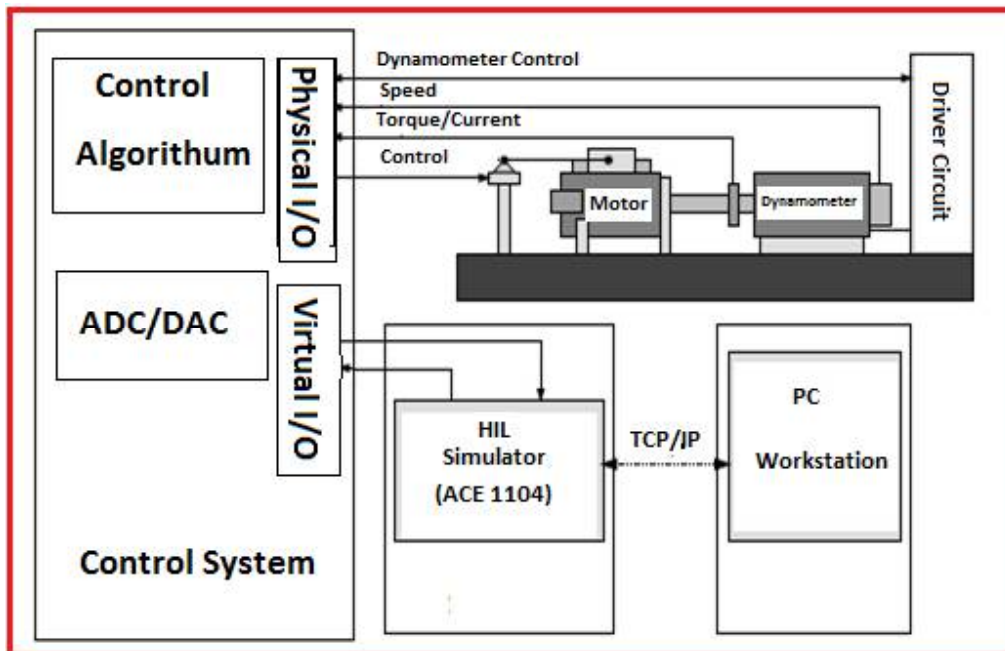 Control
Algorithum
Physical I/O
Dynamometer Control
Speed
Torque/Current
Control
Motor
Dynamometer
Driver Circuit
ADC/DAC
Virtual I/O
HIL
Simulator
(ACE 1104)
TCP/IP
PC
Workstation
Control System